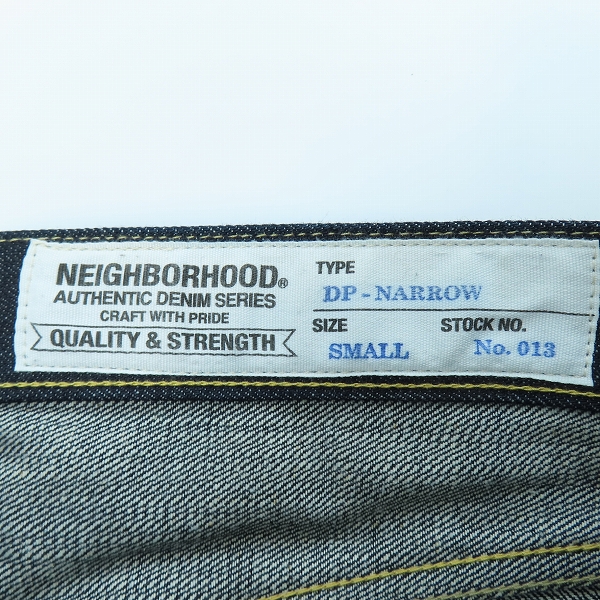 NEIGHBORHOOD®
AUTHENTIC DENIM SERIES
CRAFT WITH PRIDE
QUALITY & STRENGTH
TYPE
DP-NARROW
SIZE
SMALL
STOCK NO.
No. 013